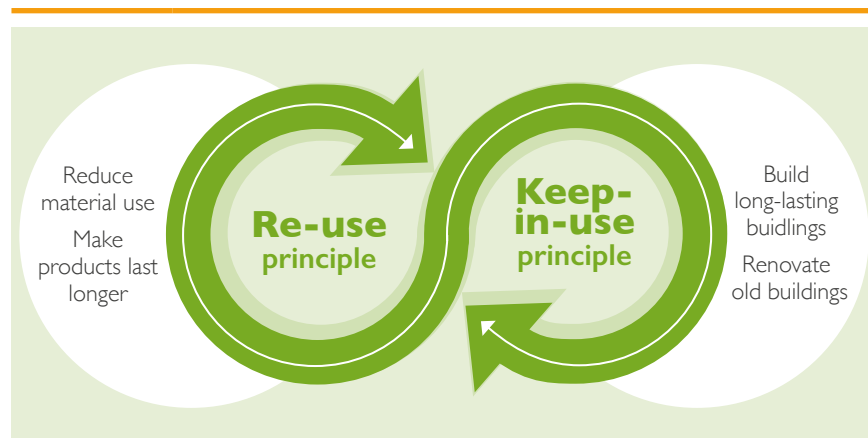 Reduce
material use
Make
products last
longer
Re-use
principle
Keep-
in-use
principle
Build
long-lasting
buidlings
Renovate
old buildings